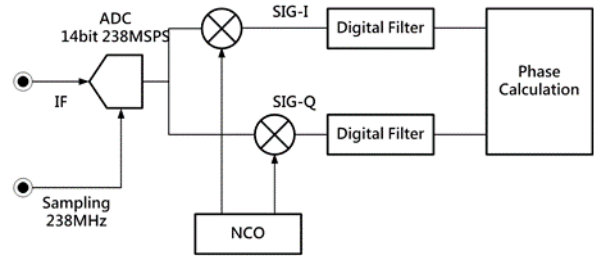 ADC
14bit 238MSPS
SIG-I
Digital Filter
IF
Phase
Calculation
SIG-Q
Digital Filter
Sampling
238MHz
NCO